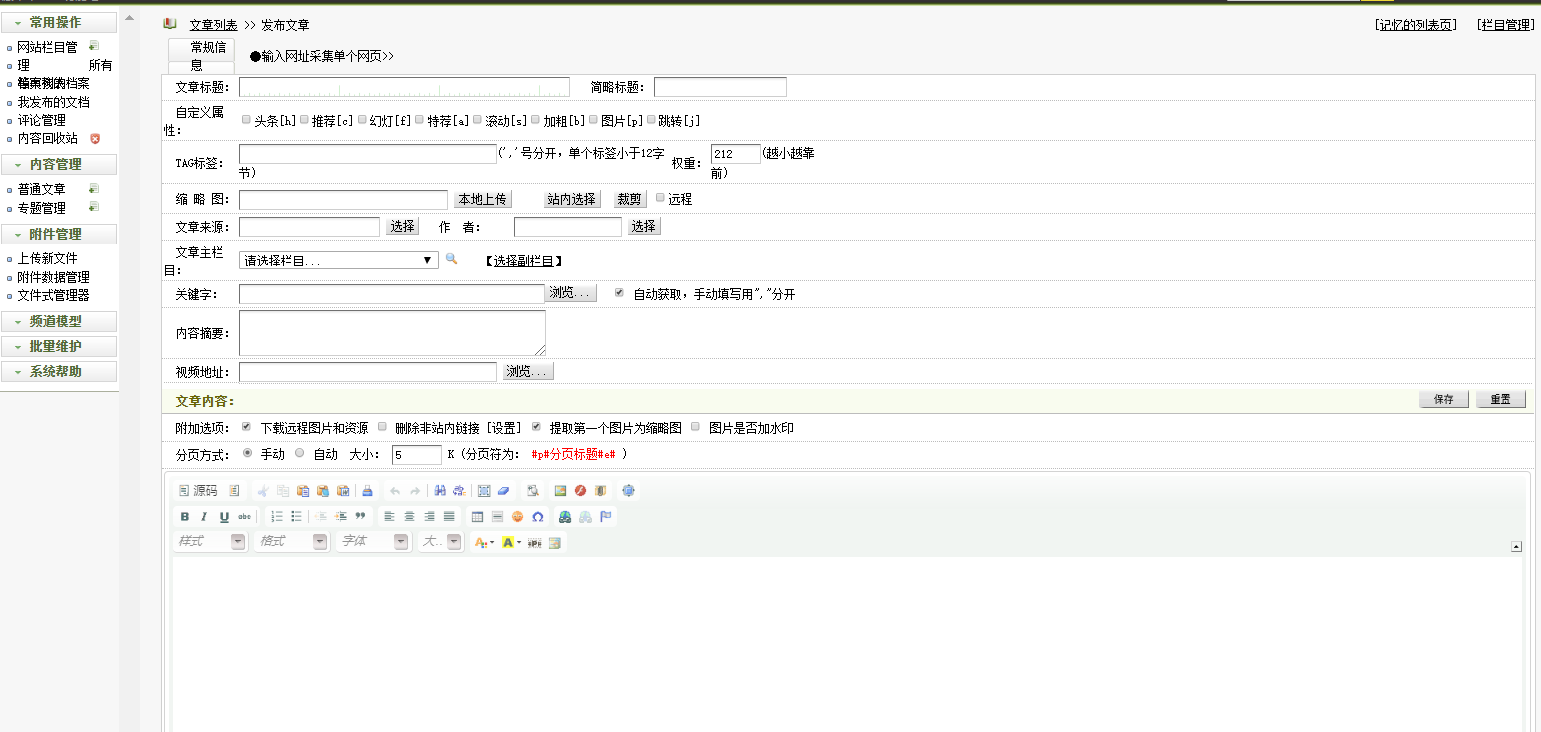 常用操作
网站栏目管理
所有档案
我发布的文档
评论管理
内容回收站
内容管理
普通文章
专题管理
附件管理
上传新文件
附件数据管理
文件式管理器
频道模型
批量维护
系统帮助
文章列表 >> 发布文章 [记忆的列表页] [栏目管理]
常规信息 ●输入网址采集单个网页>>
文章标题： 简略标题：
自定义属性： 头条[h] 推荐[c] 幻灯[f] 特荐[a] 滚动[s] 加粗[b] 图片[p] 跳转[j]
TAG标签： (','号分开，单个标签小于12字节) 权重： 212 (越小越靠前)
缩 略 图： 本地上传 站内选择 裁剪 远程
文章来源： 选择 作 者： 选择
文章主栏目： 请选择栏目... 【选择副栏目】
关键字： 浏览... 自动获取，手动填写用","分开
内容摘要：
视频地址： 浏览...
文章内容： 保存 重置
附加选项： 下载远程图片和资源 删除非站内链接 [设置] 提取第一个图片为缩略图 图片是否加水印
分页方式： 手动 自动 大小： 5 K (分页符为： #p#分页标题#e# )
源码
B I U abc
样式 格式 字体 大..